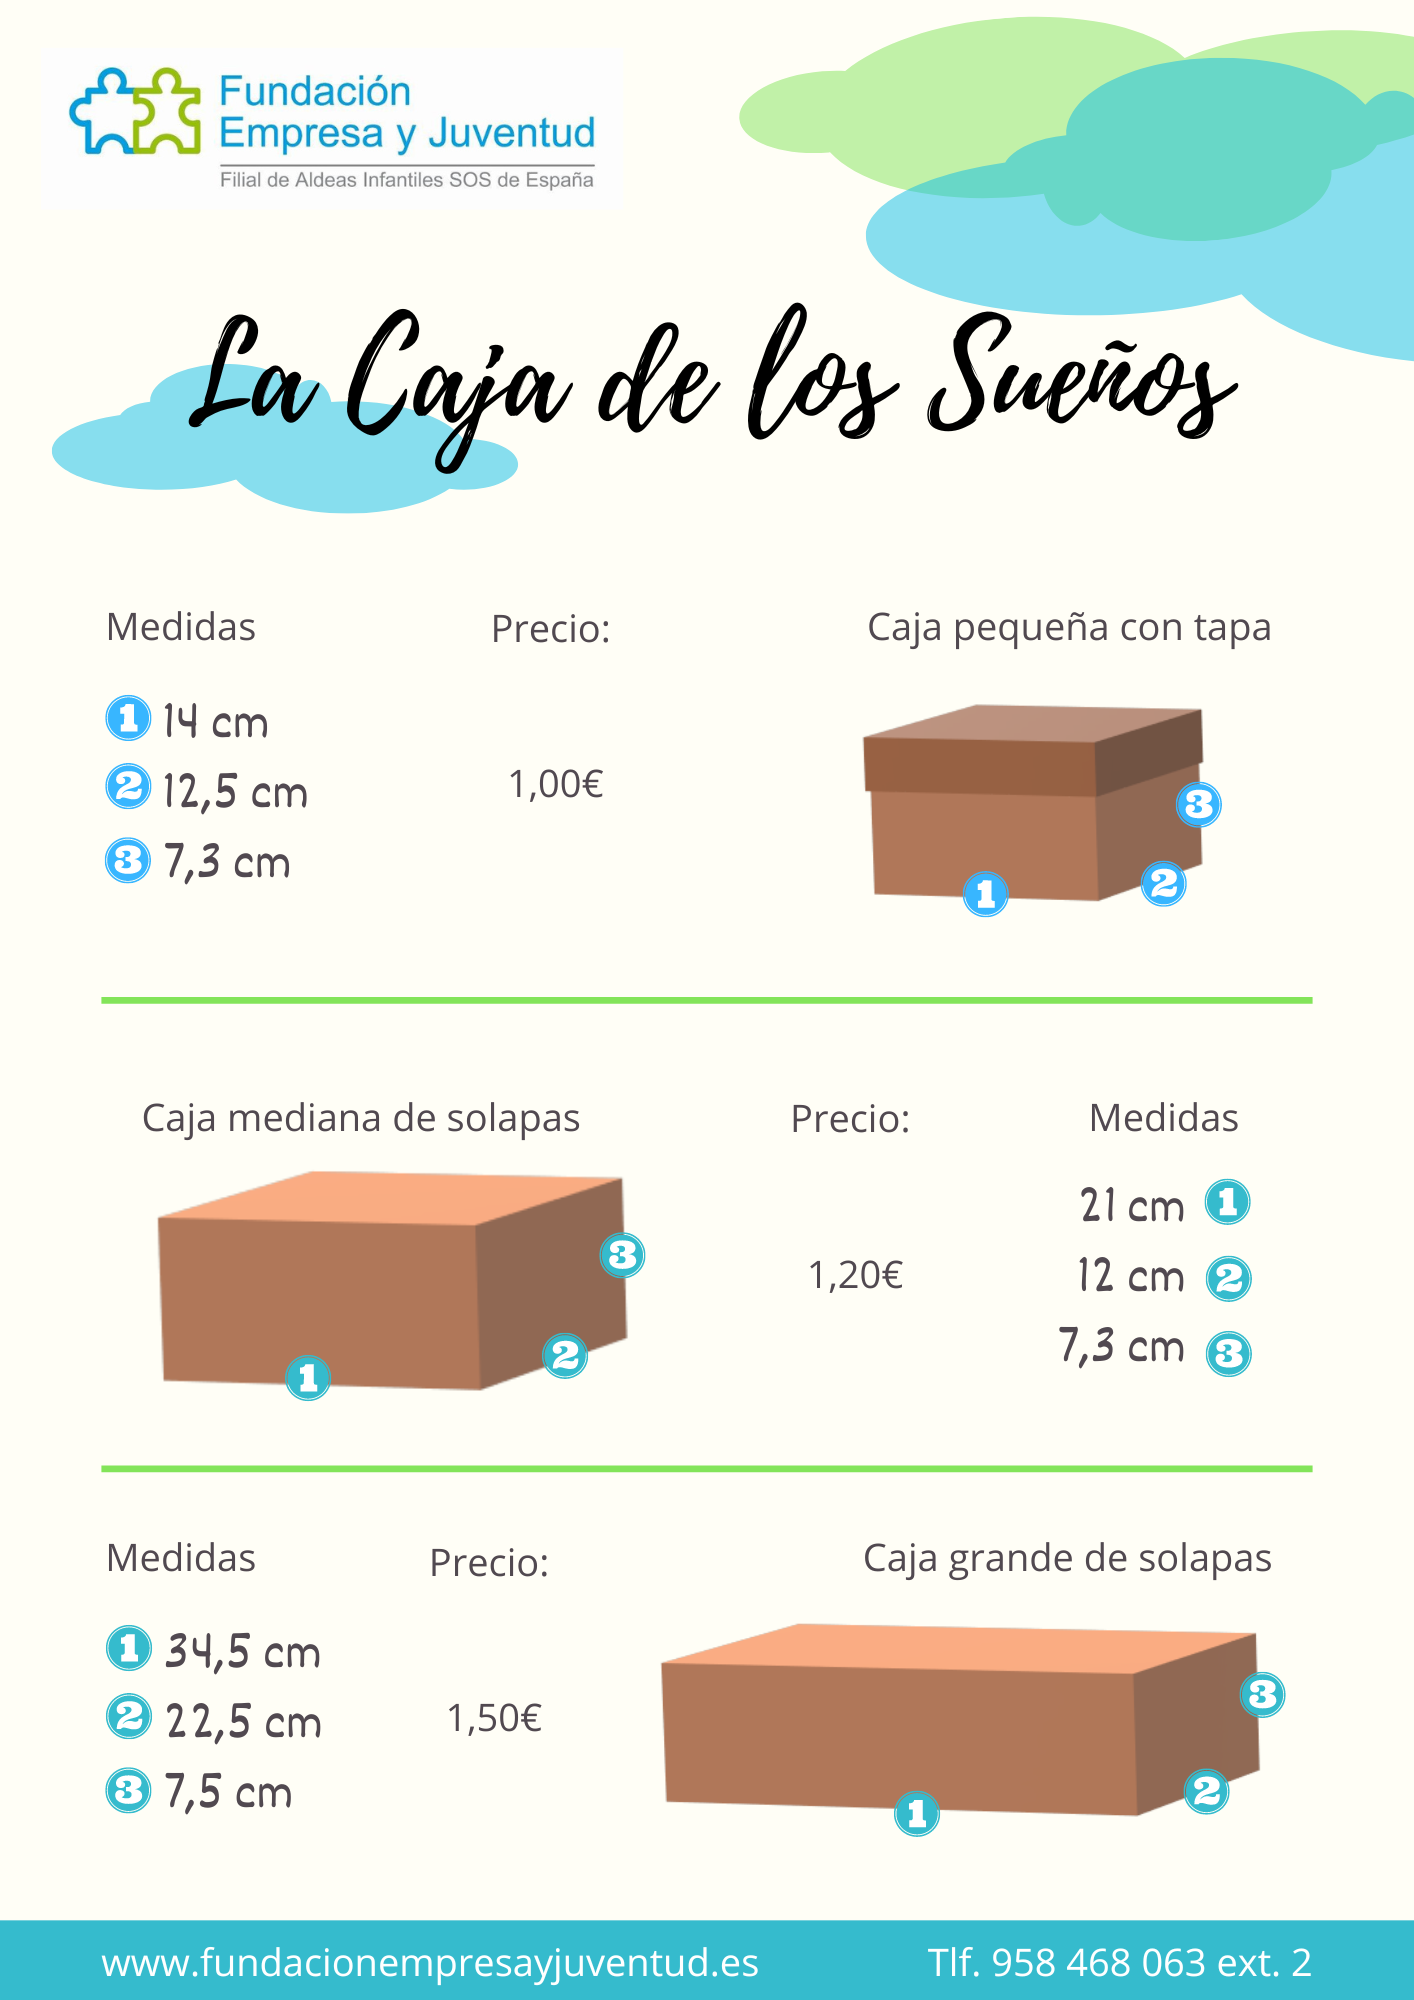 Fundación
Empresa y Juventud
Filial de Aldeas Infantiles SOS de España
La Caja de los Sueños
Medidas
Precio:
Caja pequeña con tapa
1 14 cm
2 12,5 cm
3 7,3 cm
1,00€
3
2
1
Caja mediana de solapas
Precio:
Medidas
3
2
1
1,20€
21 cm 1
12 cm 2
7,3 cm 3
Medidas
Precio:
Caja grande de solapas
1 34,5 cm
2 22,5 cm
3 7,5 cm
1,50€
3
2
1
www.fundacionempresayjuventud.es
Tlf. 958 468 063 ext. 2